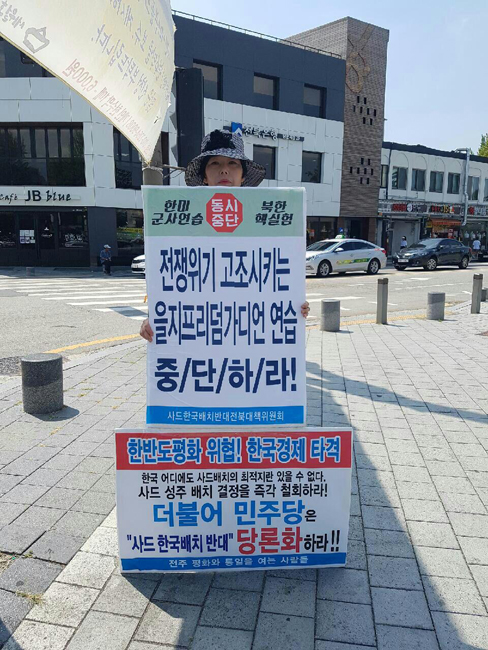 cafe JB blue
한미
군사연습
동시
중단
북한
핵실험
전쟁위기 고조시키는
을지프리덤가디언 연습
중/단/하/라!
사드한국배치반대전북대책위원회
한반도평화 위협! 한국경제 타격
한국 어디에도 사드배치의 최적지란 있을 수 없다.
사드 성주 배치 결정을 즉각 철회하라!
더불어 민주당은
"사드 한국배치 반대" 당론화하라!!
전주 평화와 통일을 여는 사람들